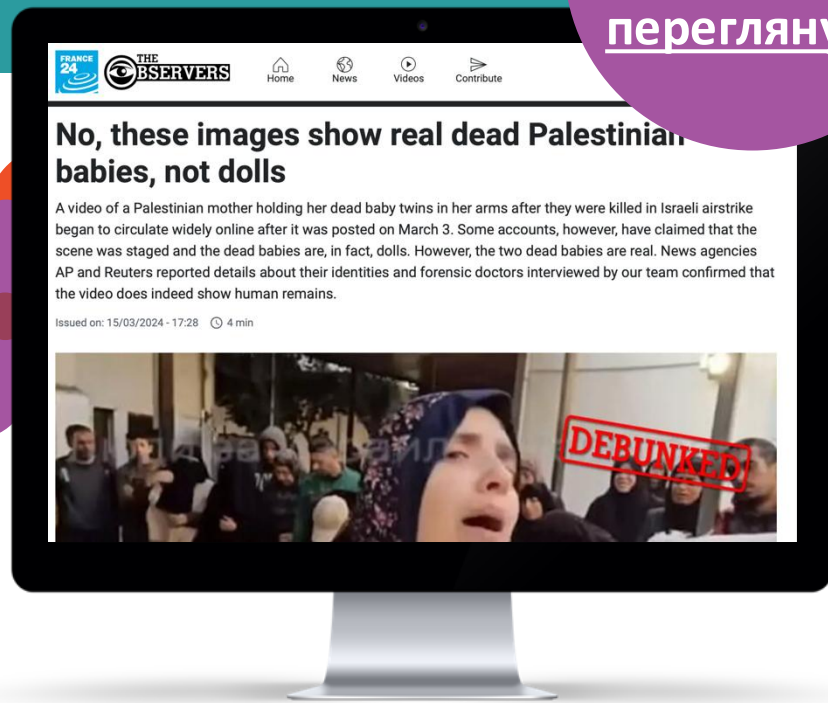 перегляну
FRANCE
24
THE
OBSERVERS
Home
News
Videos
Contribute
No, these images show real dead Palestinian
babies, not dolls
A video of a Palestinian mother holding her dead baby twins in her arms after they were killed in Israeli airstrike
began to circulate widely online after it was posted on March 3. Some accounts, however, have claimed that the
scene was staged and the dead babies are, in fact, dolls. However, the two dead babies are real. News agencies
AP and Reuters reported details about their identities and forensic doctors interviewed by our team confirmed that
the video does indeed show human remains.
Issued on: 15/03/2024 - 17:28 4 min
DEBUNKED